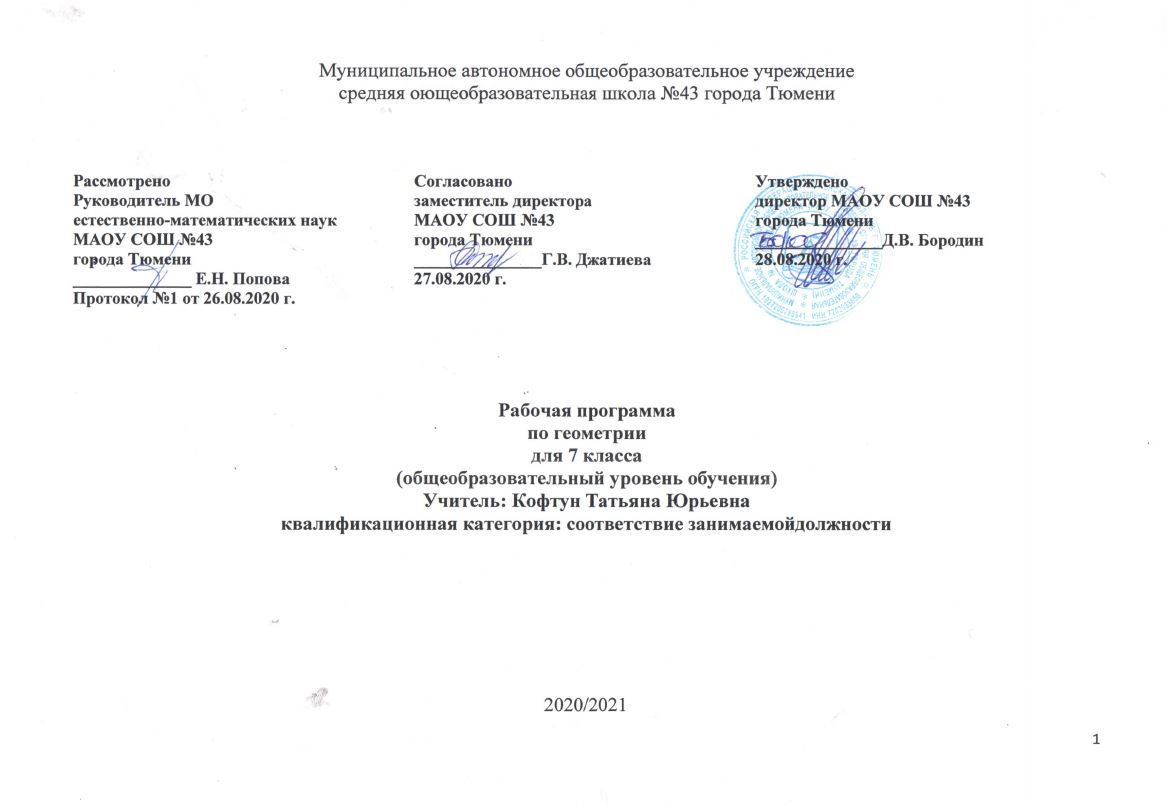 Муниципальное автономное общеобразовательное учреждение
средняя оющеобразовательная школа №43 города Тюмени
Рассмотрено
Руководитель МО
естественно-математических наук
МАОУ СОШ №43
города Тюмени
______________ Е.Н. Попова
Протокол №1 от 26.08.2020 г.
Согласовано
заместитель директора
МАОУ СОШ №43
города Тюмени
_______________Г.В. Джатиева
27.08.2020 г.
Утверждено
директор МАОУ СОШ №43
города Тюмени
_______________Д.В. Бородин
28.08.2020 г.
Рабочая программа
по геометрии
для 7 класса
(общеобразовательный уровень обучения)
Учитель: Кофтун Татьяна Юрьевна
квалификационная категория: соответствие занимаемойдолжности
2020/2021
1